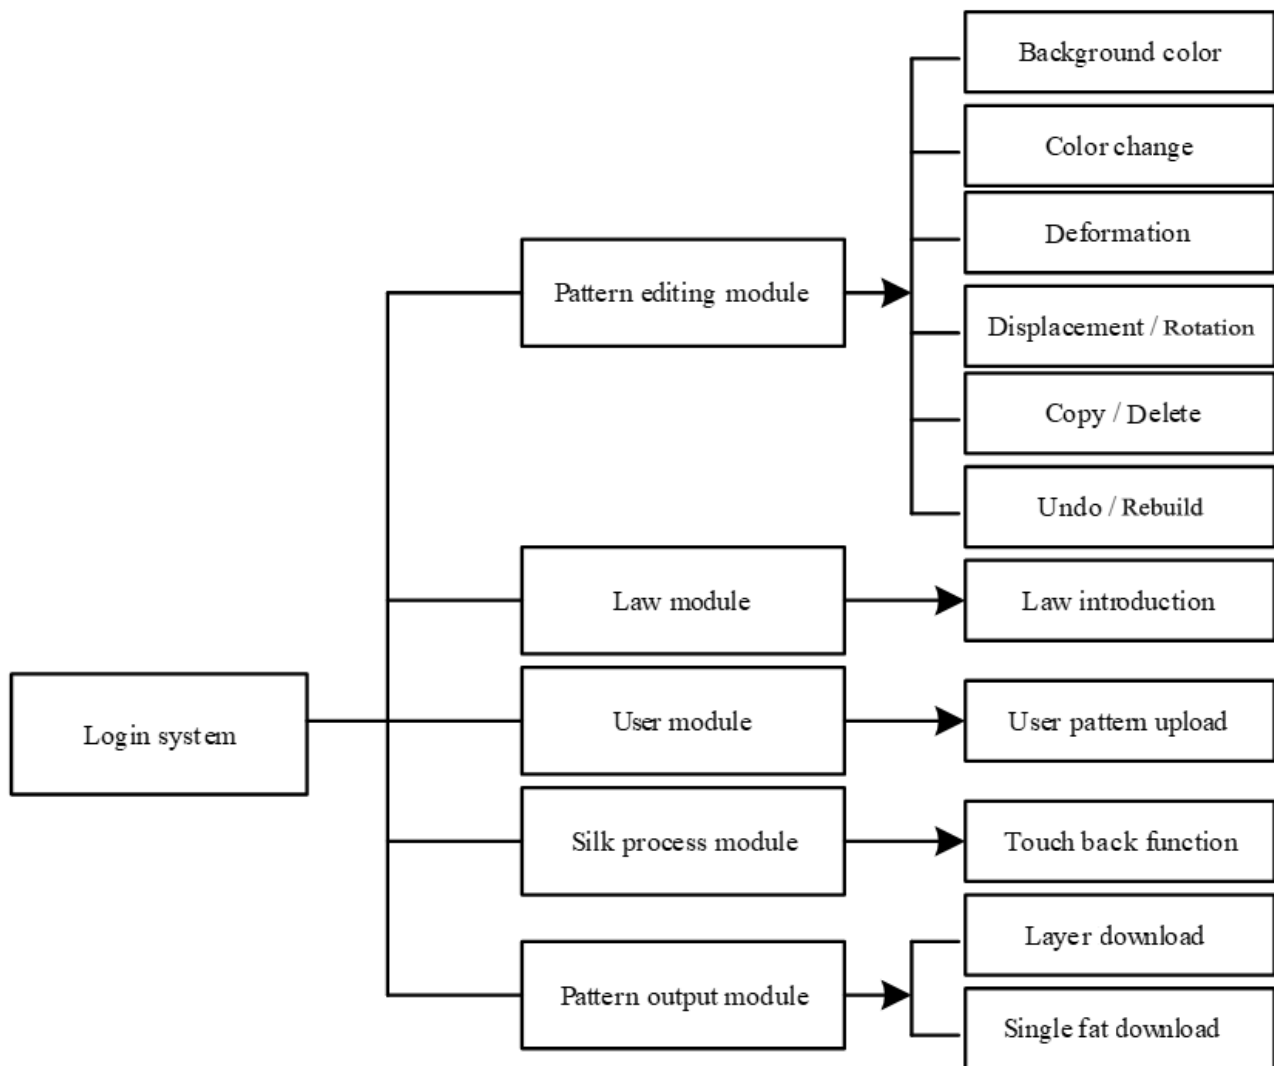 Background color
Color change
Deformation
Pattern editing module
Displacement / Rotation
Copy / Delete
Undo / Rebuild
Law module
Law introduction
Login system
User module
User pattern upload
Silk process module
Touch back function
Layer download
Pattern output module
Single fat download